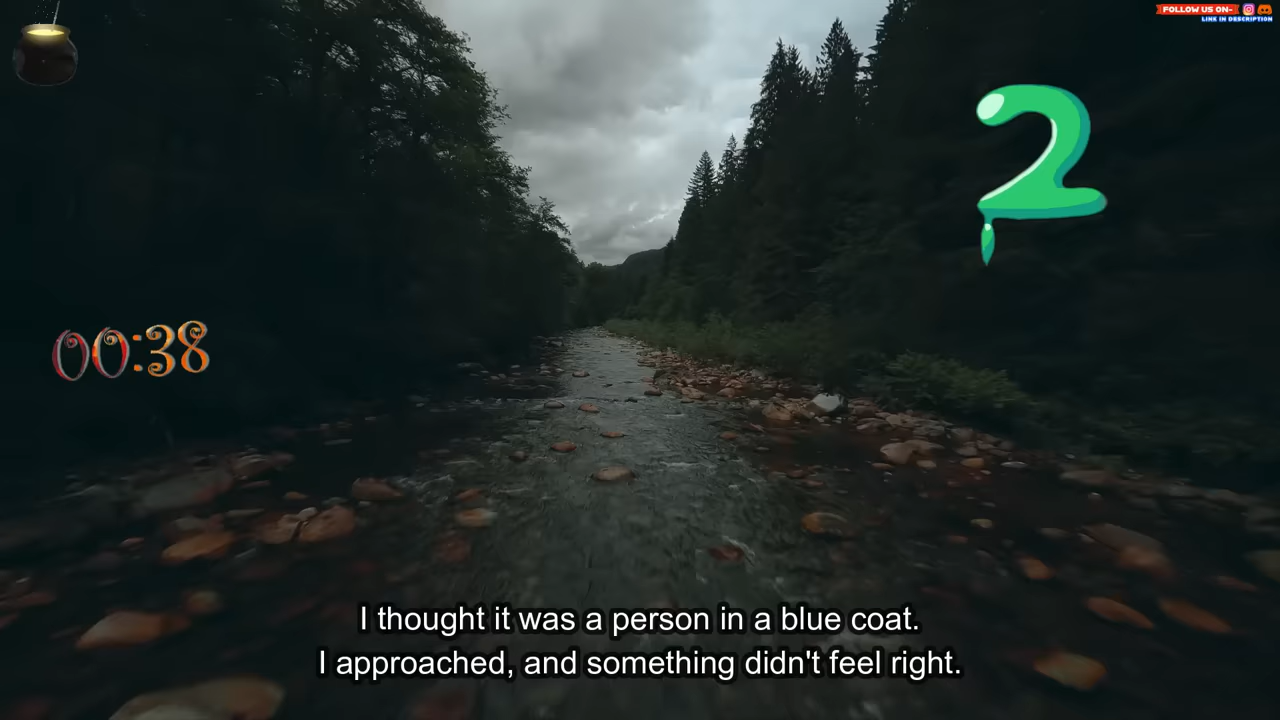 FOLLOW US ON-
LINK IN DESCRIPTION
2
00:38
I thought it was a person in a blue coat.
I approached, and something didn't feel right.